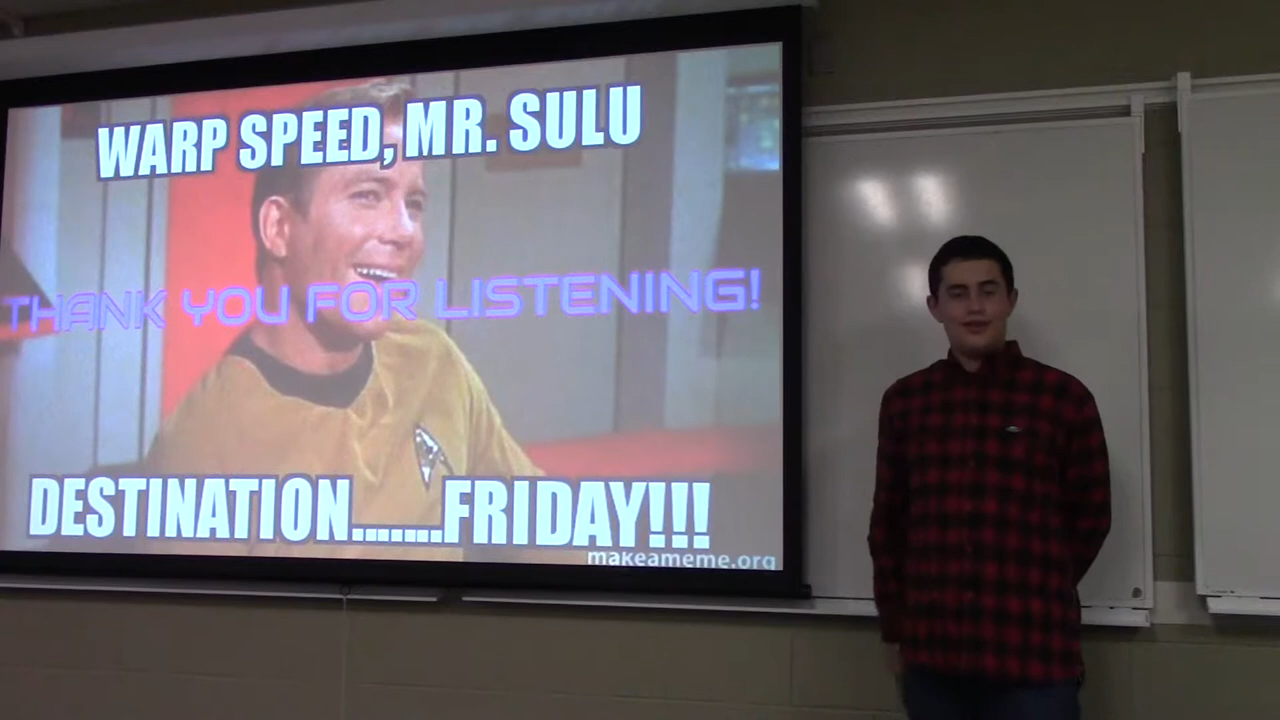 WARP SPEED, MR. SULU
THANK YOU FOR LISTENING!
DESTINATION.......FRIDAY!!!
makeameme.org